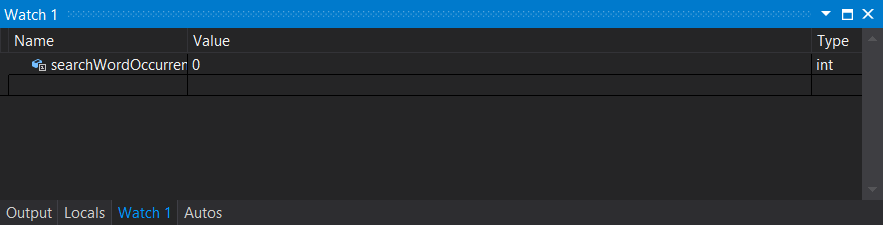 Watch 1
Name Value Type
searchWordOccurren 0 int
Output Locals Watch 1 Autos